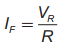 I_F = V_R / R